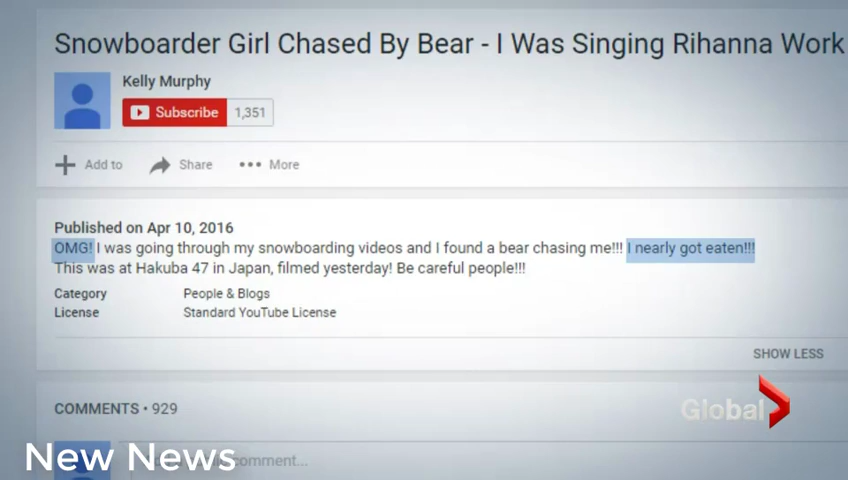 Snowboarder Girl Chased By Bear - I Was Singing Rihanna Work
Kelly Murphy
Subscribe 1,351
Add to Share More
Published on Apr 10, 2016
OMG! I was going through my snowboarding videos and I found a bear chasing me!!! I nearly got eaten!!!
This was at Hakuba 47 in Japan, filmed yesterday! Be careful people!!!
Category People & Blogs
License Standard YouTube License
SHOW LESS
COMMENTS • 929
Global
New News
comment...